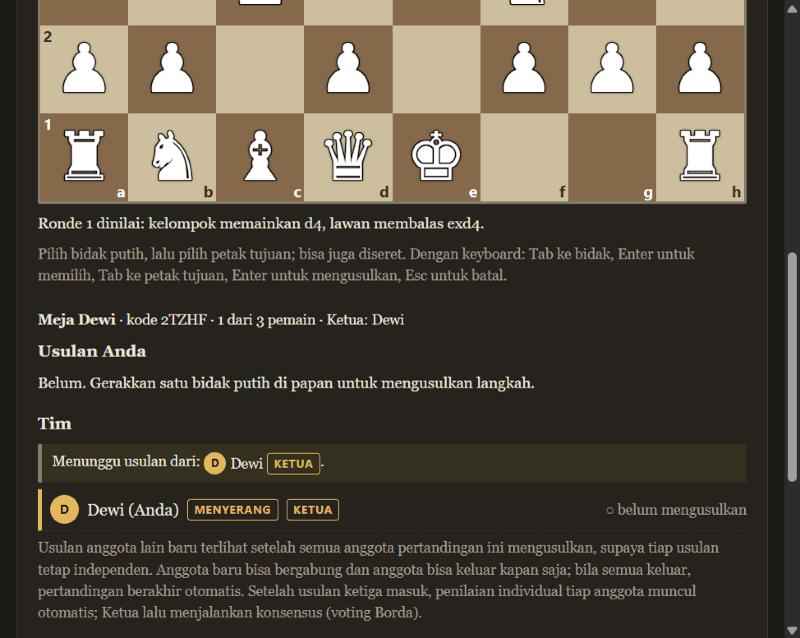 2
1
a b c d e f g h
Ronde 1 dinilai: kelompok memainkan d4, lawan membalas exd4.
Pilih bidak putih, lalu pilih petak tujuan; bisa juga diseret. Dengan keyboard: Tab ke bidak, Enter untuk
memilih, Tab ke petak tujuan, Enter untuk mengusulkan, Esc untuk batal.
Meja Dewi · kode 2TZHF · 1 dari 3 pemain · Ketua: Dewi
Usulan Anda
Belum. Gerakkan satu bidak putih di papan untuk mengusulkan langkah.
Tim
Menunggu usulan dari: D Dewi KETUA.
D Dewi (Anda) MENYERANG KETUA ○ belum mengusulkan
Usulan anggota lain baru terlihat setelah semua anggota pertandingan ini mengusulkan, supaya tiap usulan
tetap independen. Anggota baru bisa bergabung dan anggota bisa keluar kapan saja; bila semua keluar,
pertandingan berakhir otomatis. Setelah usulan ketiga masuk, penilaian individual tiap anggota muncul
otomatis; Ketua lalu menjalankan konsensus (voting Borda).